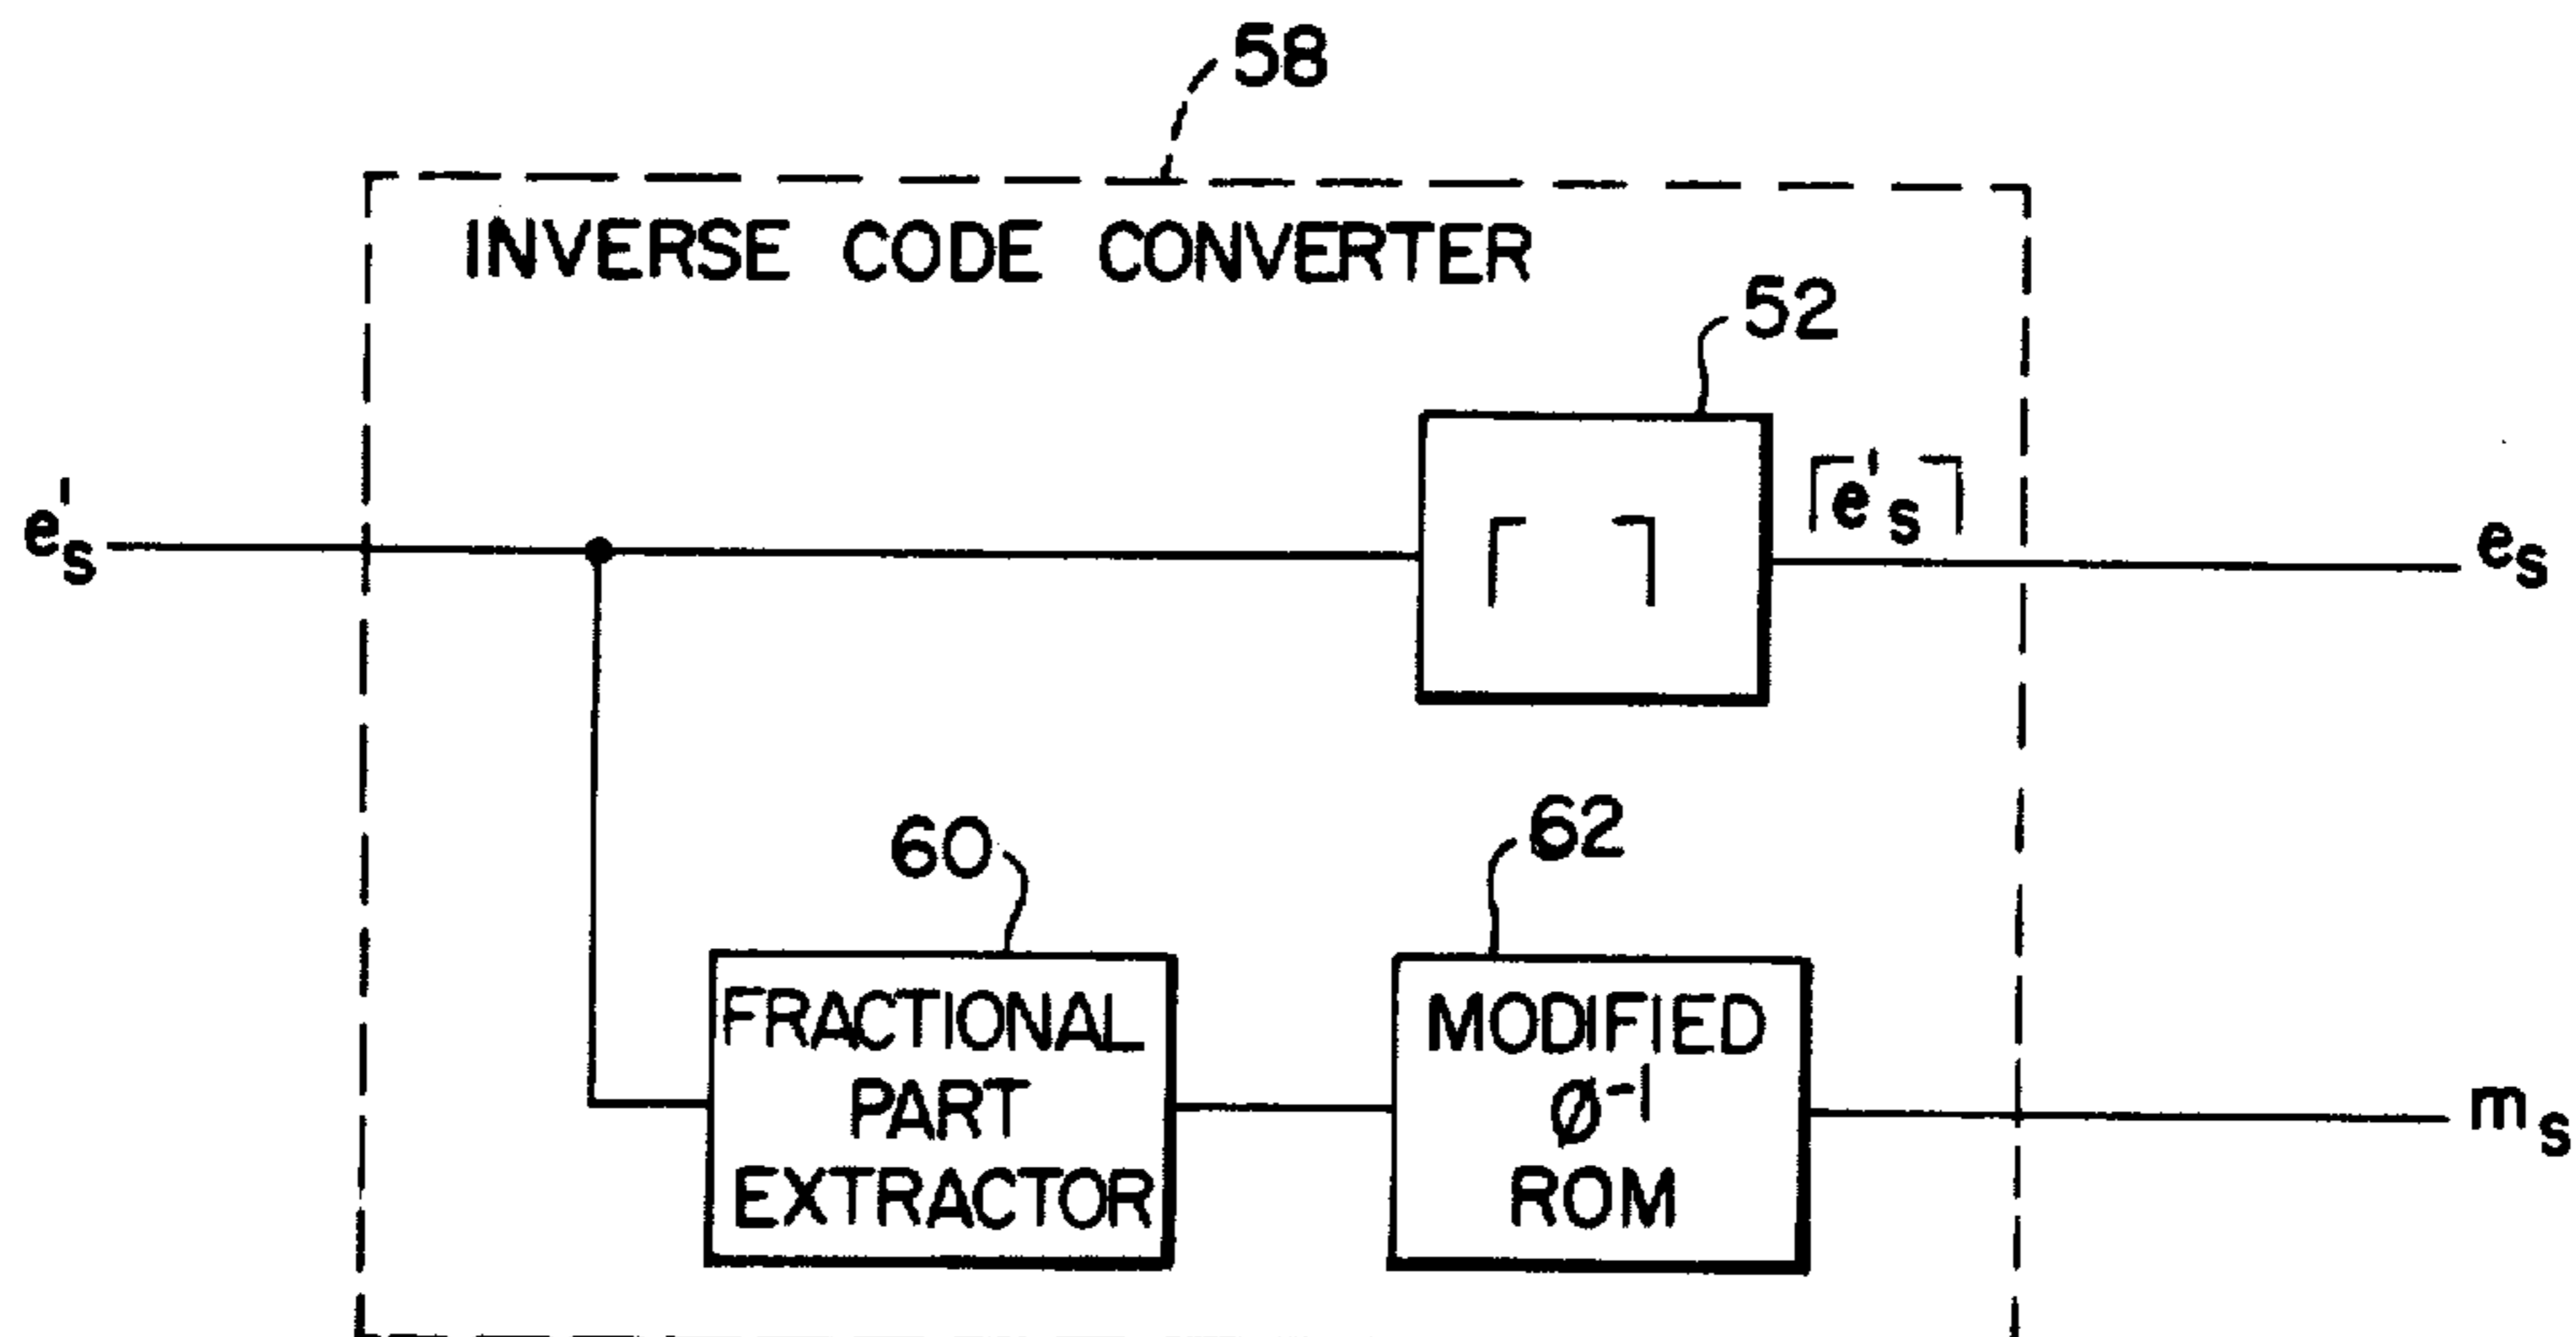 58
INVERSE CODE CONVERTER
52
e's
⌈ ⌉
⌈e's⌉
es
60
62
FRACTIONAL
PART
EXTRACTOR
MODIFIED
Ø⁻¹
ROM
ms